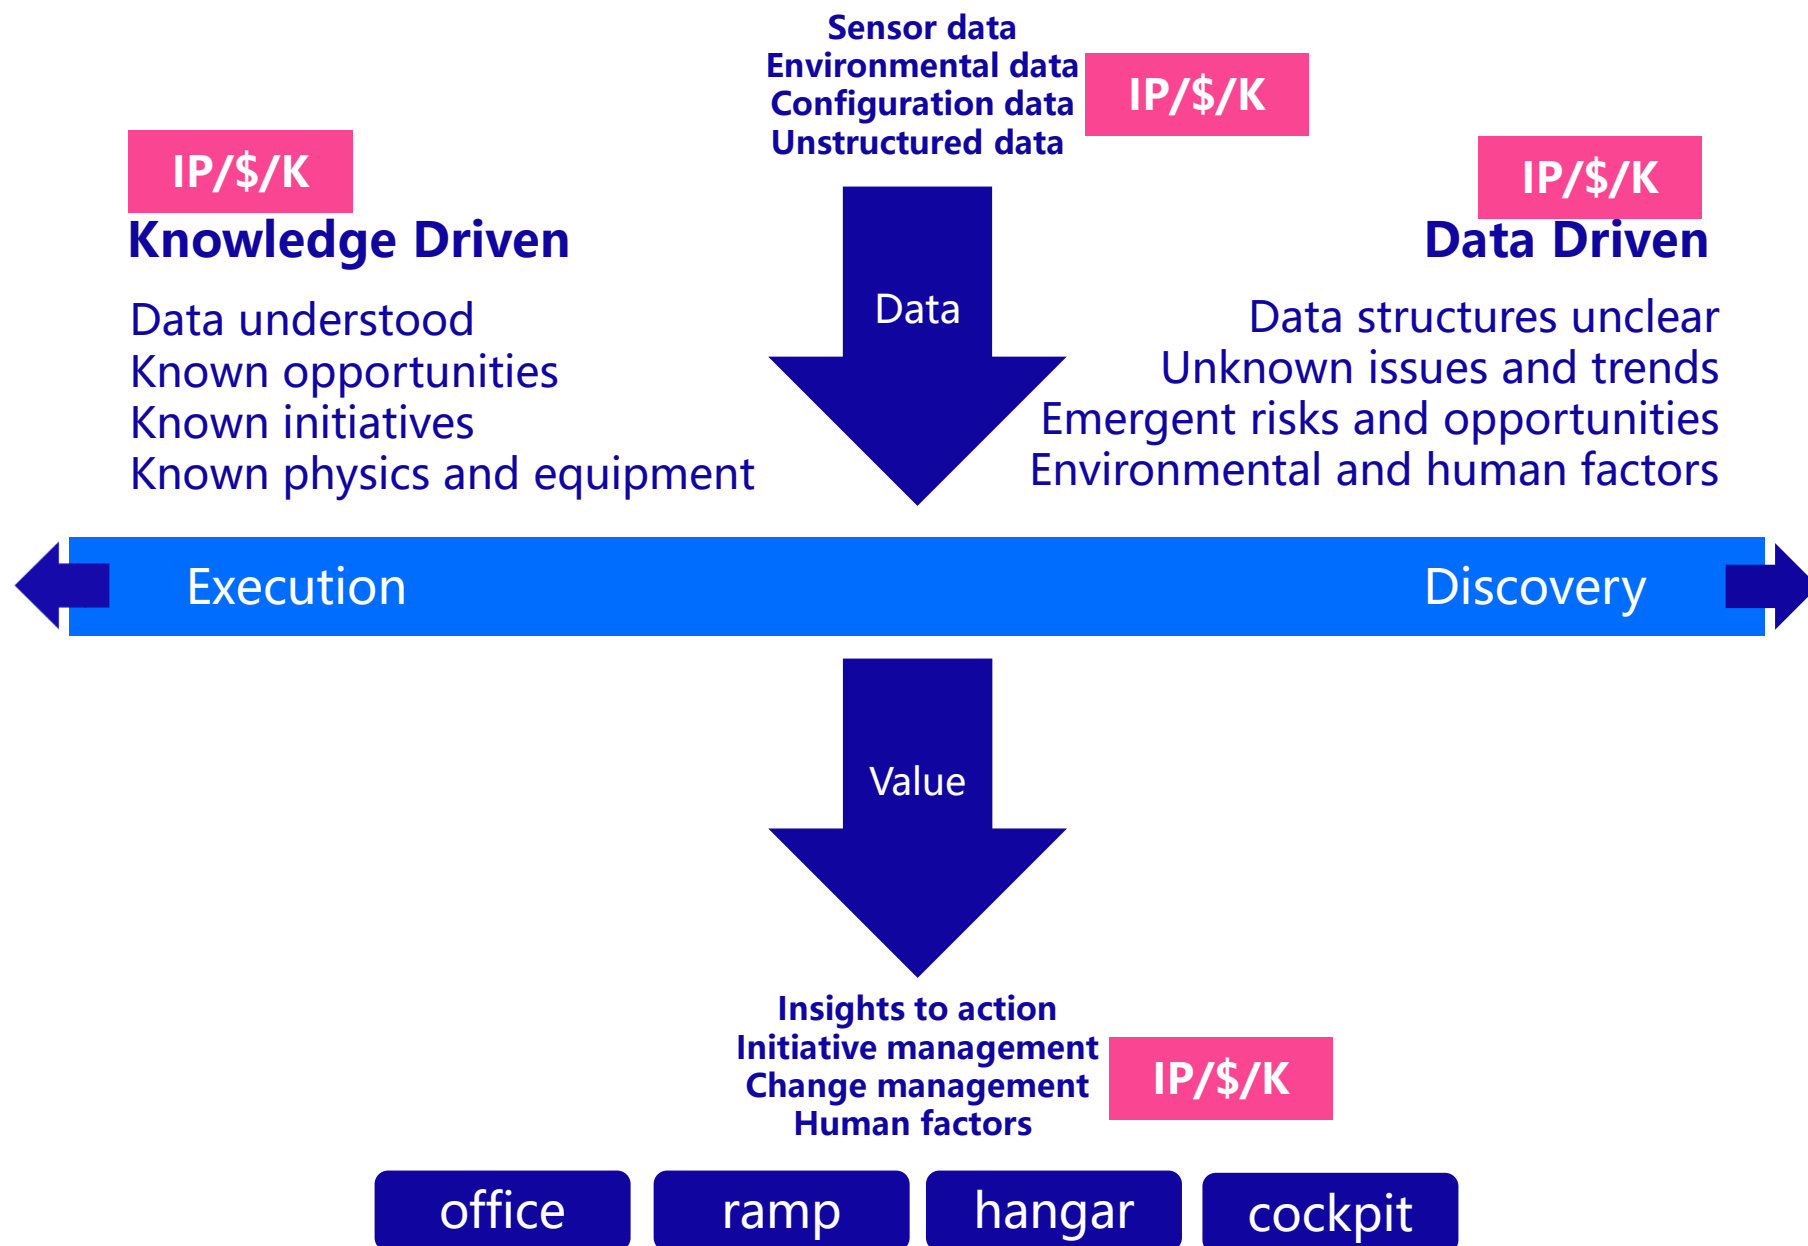 Sensor data
Environmental data
Configuration data
Unstructured data
IP/$/K
IP/$/K
Knowledge Driven
Data understood
Known opportunities
Known initiatives
Known physics and equipment
Data
IP/$/K
Data Driven
Data structures unclear
Unknown issues and trends
Emergent risks and opportunities
Environmental and human factors
Execution
Discovery
Value
Insights to action
Initiative management
Change management
Human factors
IP/$/K
office
ramp
hangar
cockpit